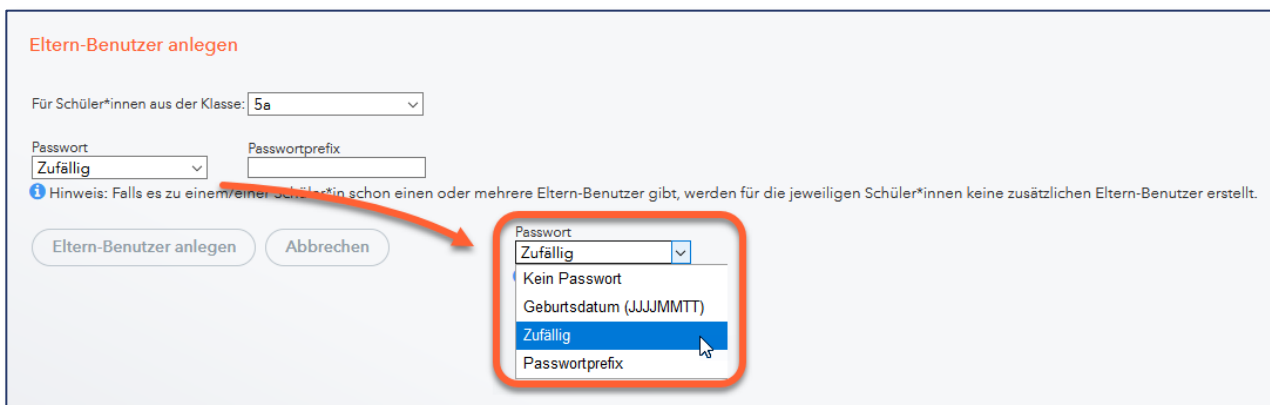 Eltern-Benutzer anlegen
Für Schüler*innen aus der Klasse: 5a
Passwort Passwortprefix
Zufällig
Hinweis: Falls es zu einem/einer Schüler*in schon einen oder mehrere Eltern-Benutzer gibt, werden für die jeweiligen Schüler*innen keine zusätzlichen Eltern-Benutzer erstellt.
Eltern-Benutzer anlegen Abbrechen
Passwort
Zufällig
Kein Passwort
Geburtsdatum (JJJJMMTT)
Zufällig
Passwortprefix